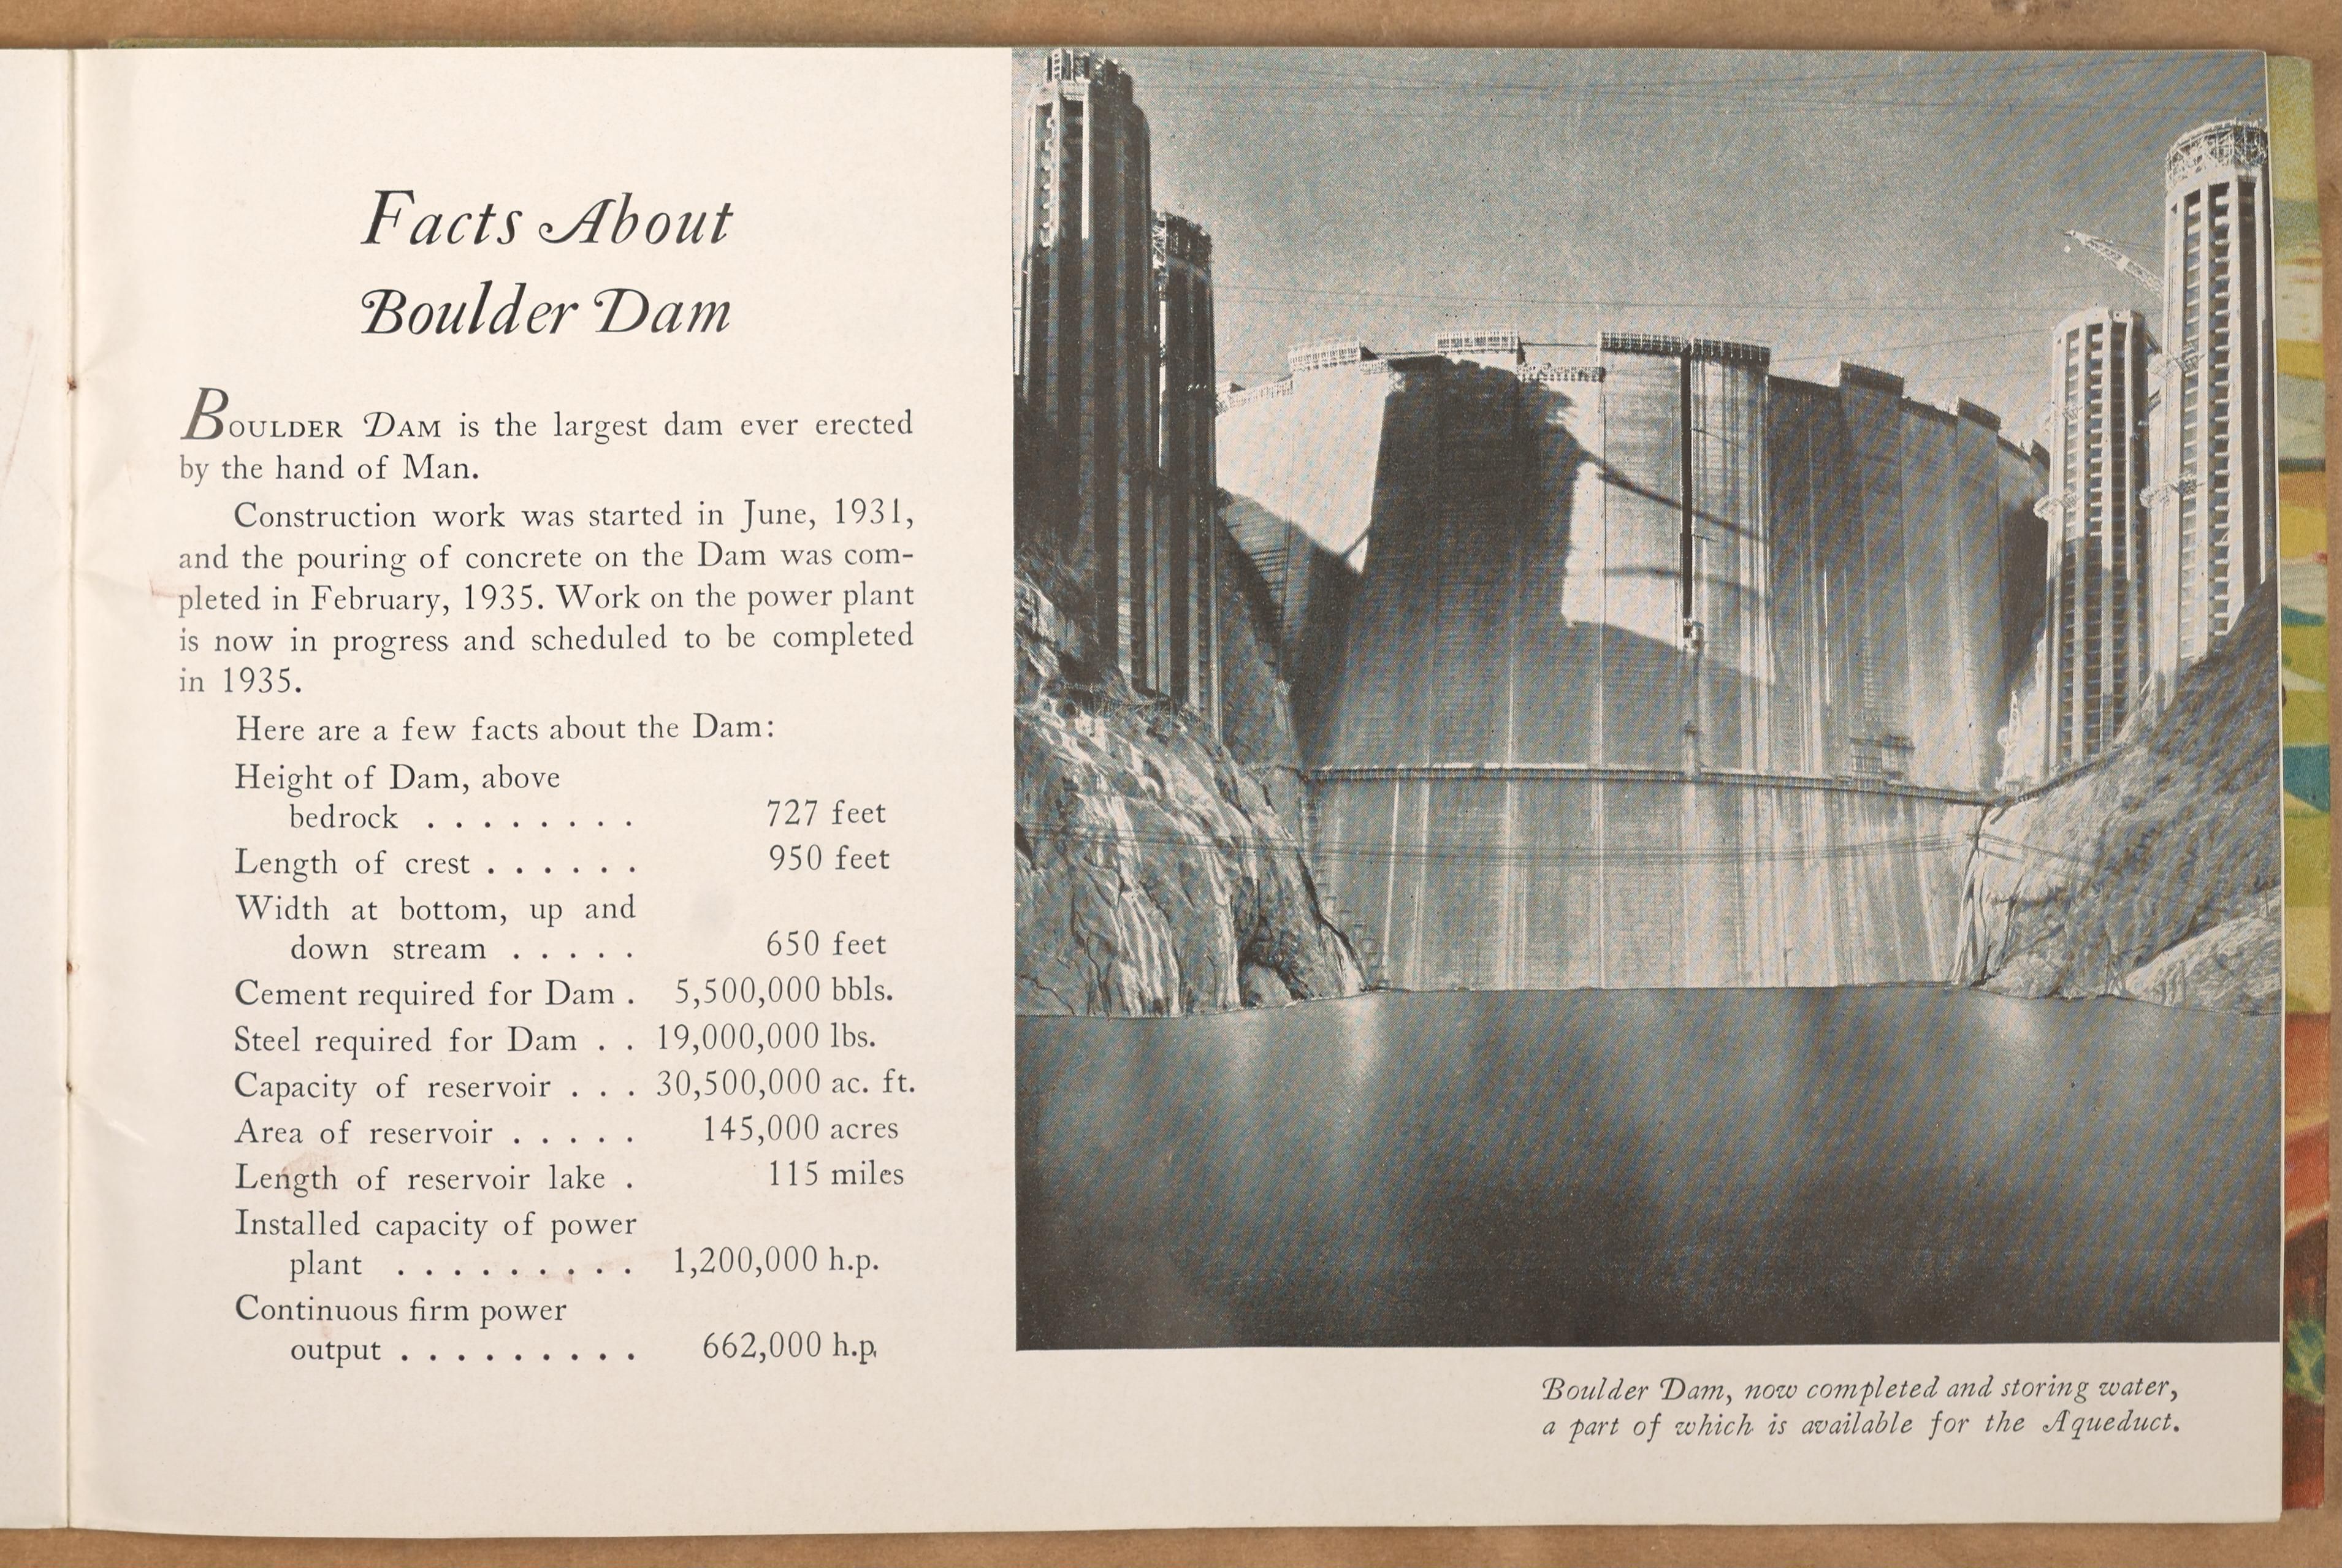 Facts About
Boulder Dam
BOULDER DAM is the largest dam ever erected
by the hand of Man.
Construction work was started in June, 1931,
and the pouring of concrete on the Dam was com-
pleted in February, 1935. Work on the power plant
is now in progress and scheduled to be completed
in 1935.
Here are a few facts about the Dam:
Height of Dam, above
bedrock . . . . . . . . 727 feet
Length of crest . . . . . . 950 feet
Width at bottom, up and
down stream . . . . . 650 feet
Cement required for Dam . 5,500,000 bbls.
Steel required for Dam . . 19,000,000 lbs.
Capacity of reservoir . . . 30,500,000 ac. ft.
Area of reservoir . . . . . 145,000 acres
Length of reservoir lake . 115 miles
Installed capacity of power
plant . . . . . . . . . 1,200,000 h.p.
Continuous firm power
output . . . . . . . . . 662,000 h.p.
Boulder Dam, now completed and storing water,
a part of which is available for the Aqueduct.